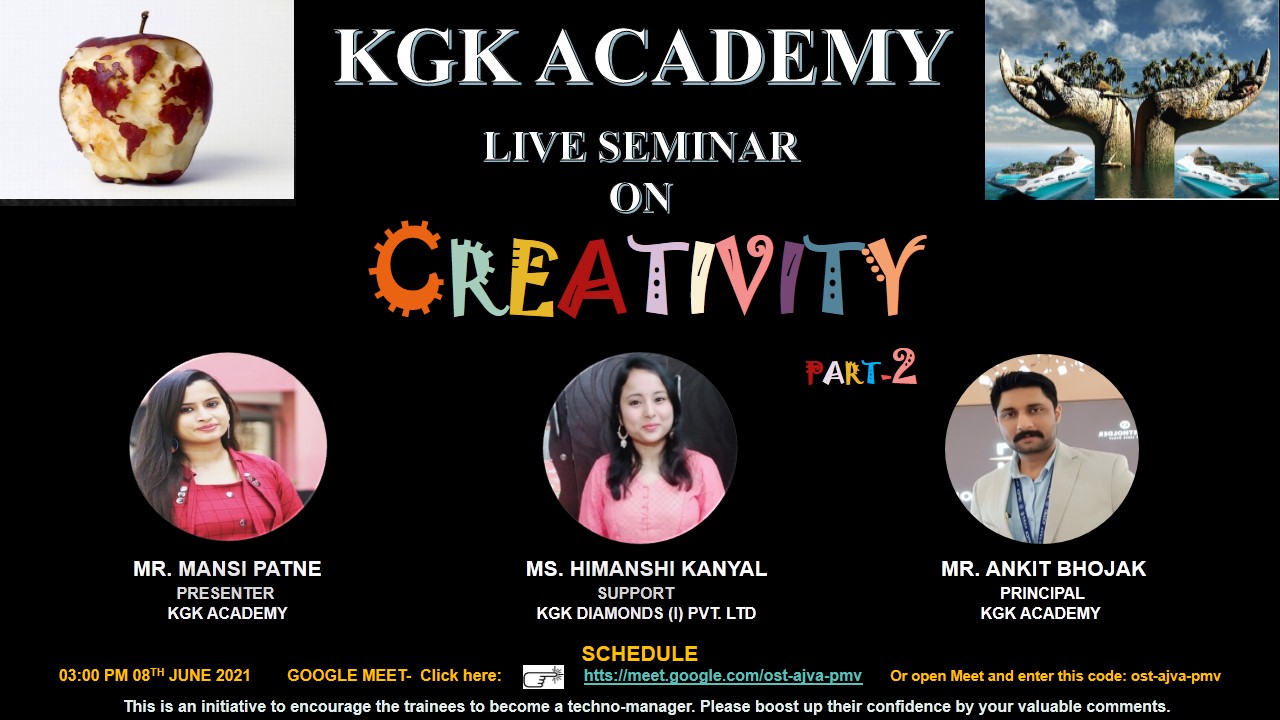 KGK ACADEMY
LIVE SEMINAR
ON
CREATIVITY
PART-2
MR. MANSI PATNE
PRESENTER
KGK ACADEMY
MS. HIMANSHI KANYAL
SUPPORT
KGK DIAMONDS (I) PVT. LTD
MR. ANKIT BHOJAK
PRINCIPAL
KGK ACADEMY
SCHEDULE
03:00 PM 08TH JUNE 2021 GOOGLE MEET- Click here: htts://meet.google.com/ost-ajva-pmv Or open Meet and enter this code: ost-ajva-pmv
This is an initiative to encourage the trainees to become a techno-manager. Please boost up their confidence by your valuable comments.